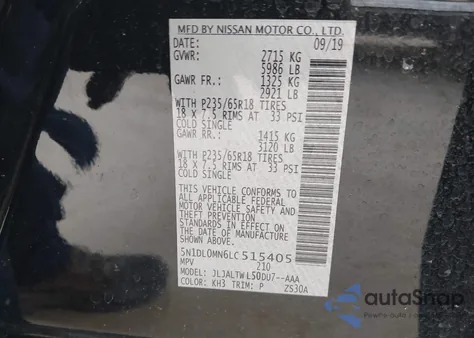 MFD BY NISSAN MOTOR CO., LTD.
DATE: 09/19
GVWR: 2715 KG
5986 LB
GAWR FR.: 1325 KG
2921 LB
WITH P235/65R18 TIRES
18 X 7.5 RIMS AT 33 PSI
COLD SINGLE
GAWR RR.: 1415 KG
3120 LB
WITH P235/65R18 TIRES
18 X 7.5 RIMS AT 33 PSI
COLD SINGLE
THIS VEHICLE CONFORMS TO
ALL APPLICABLE FEDERAL
MOTOR VEHICLE SAFETY AND
THEFT PREVENTION
STANDARDS IN EFFECT ON
THE DATE OF MANUFACTURE
SHOWN ABOVE.
5N1DL0MN6LC515405
MPV 210
MODEL: JLJALTWL50DU7--AAA
COLOR: KH3 TRIM: P ZS30A
autoSnap